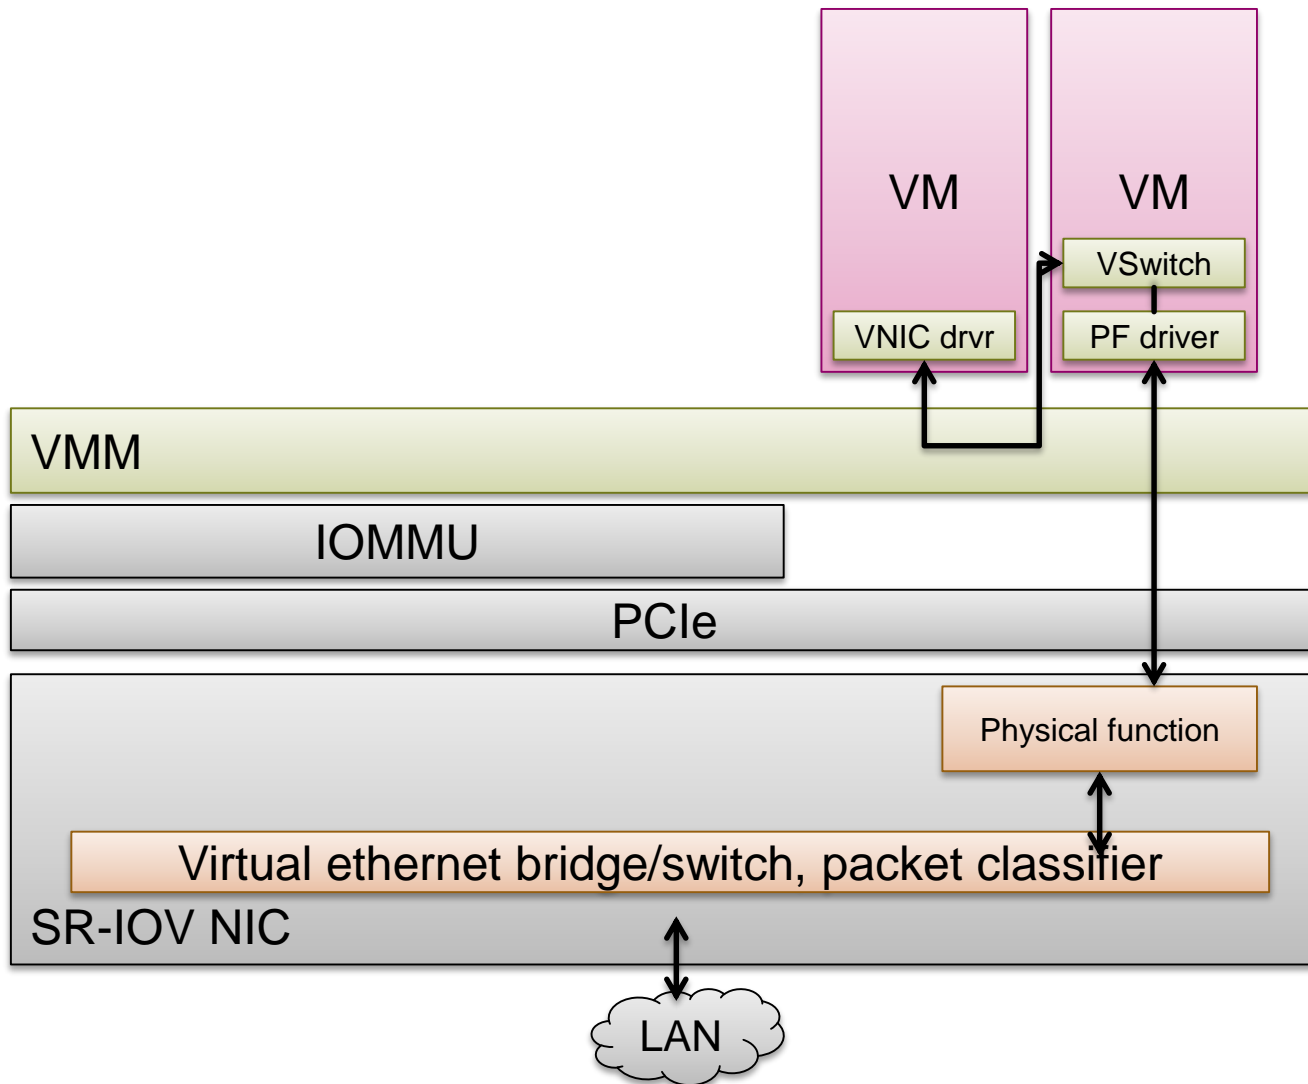 VM
VM
VSwitch
VNIC drvr
PF driver
VMM
IOMMU
PCIe
Physical function
Virtual ethernet bridge/switch, packet classifier
SR-IOV NIC
LAN